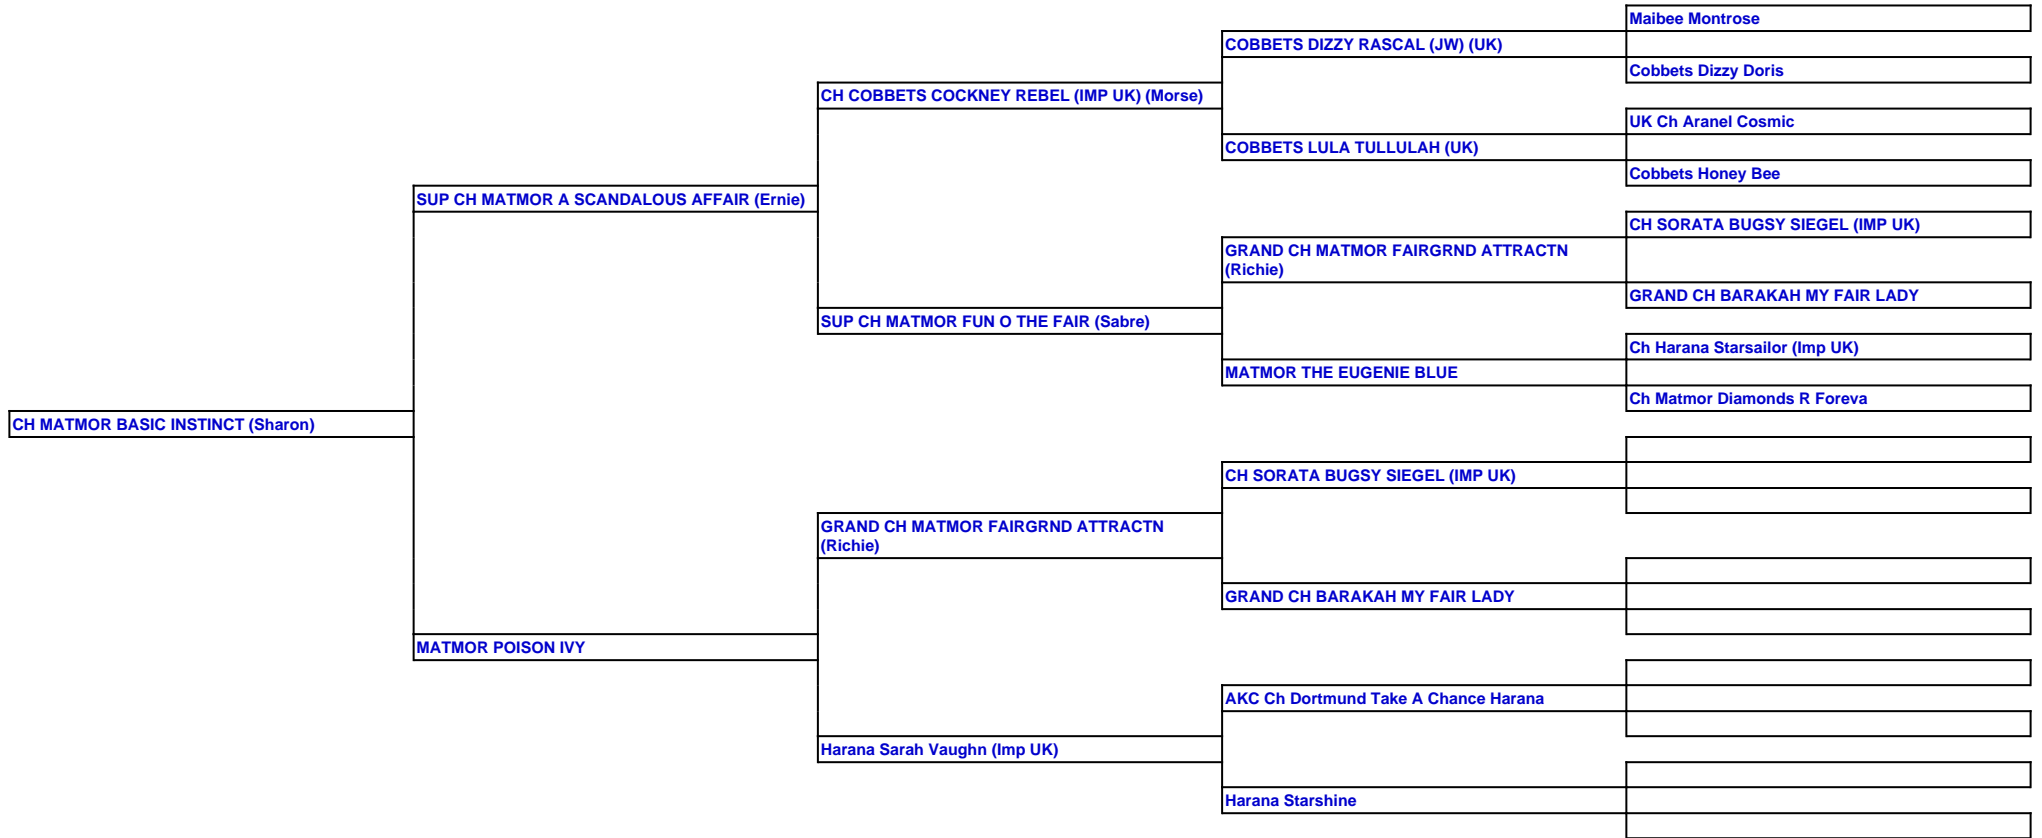 Maibee Montrose
COBBETS DIZZY RASCAL (JW) (UK)
Cobbets Dizzy Doris
CH COBBETS COCKNEY REBEL (IMP UK) (Morse)
UK Ch Aranel Cosmic
COBBETS LULA TULLULAH (UK)
Cobbets Honey Bee
SUP CH MATMOR A SCANDALOUS AFFAIR (Ernie)
CH SORATA BUGSY SIEGEL (IMP UK)
GRAND CH MATMOR FAIRGRND ATTRACTN
(Richie)
GRAND CH BARAKAH MY FAIR LADY
SUP CH MATMOR FUN O THE FAIR (Sabre)
Ch Harana Starsailor (Imp UK)
MATMOR THE EUGENIE BLUE
Ch Matmor Diamonds R Foreva
CH MATMOR BASIC INSTINCT (Sharon)
CH SORATA BUGSY SIEGEL (IMP UK)
GRAND CH MATMOR FAIRGRND ATTRACTN
(Richie)
GRAND CH BARAKAH MY FAIR LADY
MATMOR POISON IVY
AKC Ch Dortmund Take A Chance Harana
Harana Sarah Vaughn (Imp UK)
Harana Starshine